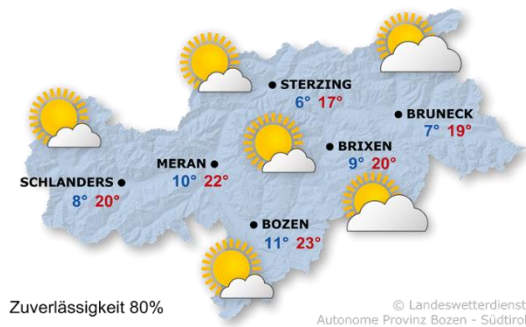 STERZING
6° 17°
BRUNECK
7° 19°
BRIXEN
9° 20°
MERAN
10° 22°
SCHLANDERS
8° 20°
BOZEN
11° 23°
Zuverlässigkeit 80%
© Landeswetterdienst
Autonome Provinz Bozen - Südtirol